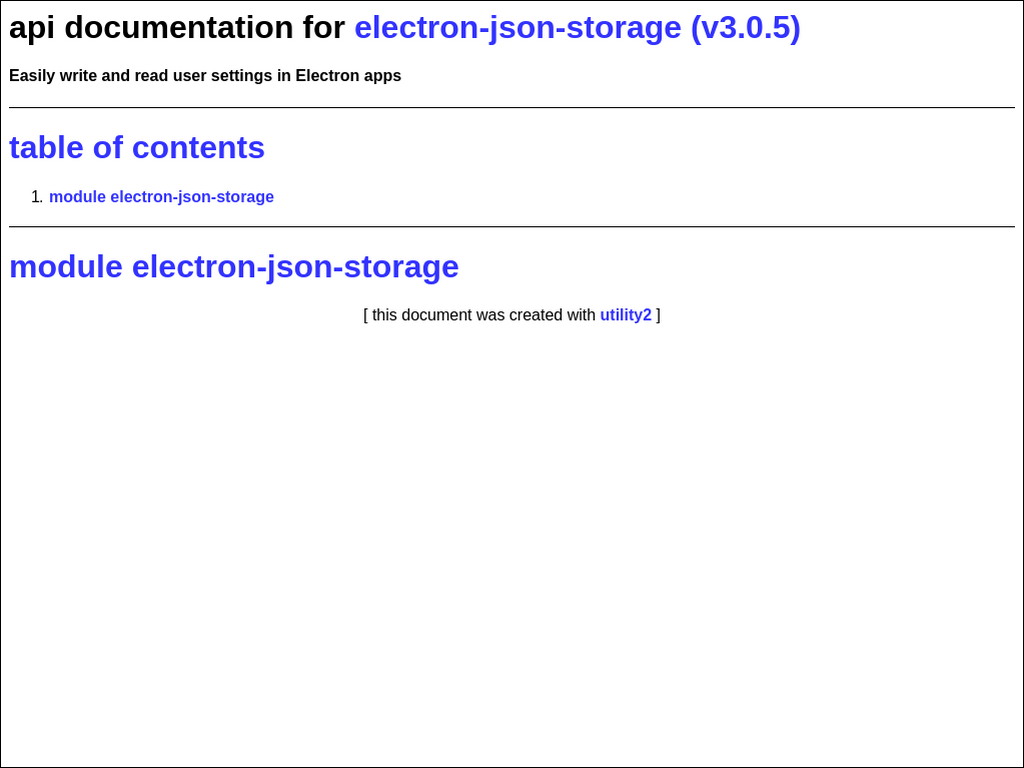 api documentation for electron-json-storage (v3.0.5)
Easily write and read user settings in Electron apps
table of contents
1. module electron-json-storage
module electron-json-storage
[ this document was created with utility2 ]